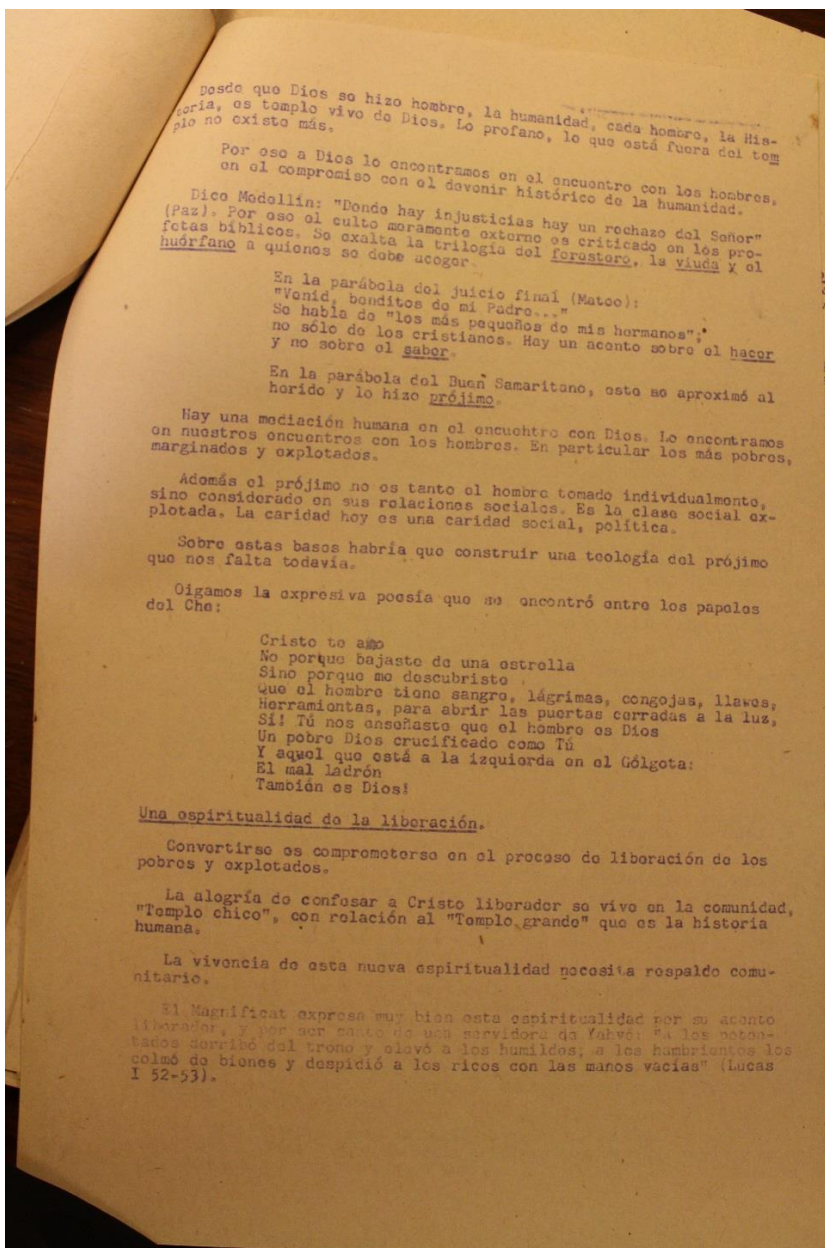 Desde que Dios se hizo hombre, la humanidad, cada hombre, la His-
toria, es templo vivo de Dios. Lo profano, lo que está fuera del tem
plo no existe más.
Por eso a Dios lo encontramos en el encuentro con los hombres,
en el compromiso con el devenir histórico de la humanidad.
Dice Medellín: "Donde hay injusticias hay un rechazo del Señor"
(Paz). Por eso el culto meramente externo es criticado en los pro-
fetas bíblicos. Se exalta la trilogía del forastero, la viuda y el
huérfano a quienes se debe acoger.
En la parábola del juicio final (Mateo):
"Venid, benditos de mi Padre..."
Se habla de "los más pequeños de mis hermanos";
no sólo de los cristianos. Hay un acento sobre el hacer
y no sobre el saber.
En la parábola del Buen Samaritano, este se aproximó al
herido y lo hizo prójimo.
Hay una mediación humana en el encuehtro con Dios. Lo encontramos
en nuestros encuentros con los hombres. En particular los más pobres,
marginados y explotados.
Además el prójimo no es tanto el hombre tomado individualmente,
sino considerado en sus relaciones sociales. Es la clase social ex-
plotada. La caridad hoy es una caridad social, política.
Sobre estas bases habría que construir una teología del prójimo
que nos falta todavía.
Oigamos la expresiva poesía que se encontró entre los papeles
del Che:
Cristo te amo
No porque bajaste de una estrella
Sino porque me descubriste
Que el hombre tiene sangre, lágrimas, congojas, llaves,
Herramientas, para abrir las puertas cerradas a la luz,
Sí! Tú nos enseñaste que el hombre es Dios
Un pobre Dios crucificado como Tú
Y aquel que está a la izquierda en el Gólgota:
El mal ladrón
También es Dios!
Una espiritualidad de la liberación.
Convertirse es comprometerse en el proceso de liberación de los
pobres y explotados.
La alegría de confesar a Cristo liberador se vive en la comunidad,
"Templo chico", con relación al "Templo grande" que es la historia
humana.
La vivencia de esta nueva espiritualidad necesita respaldo comu-
nitario.
El Magnificat expresa muy bien esta espiritualidad por su acento
liberador, y por ser canto de una servidora de Yahvé: "A los poten-
tados derribó del trono y elevó a los humildes; a los hambrientos los
colmó de bienes y despidió a los ricos con las manos vacías" (Lucas
I 52-53).